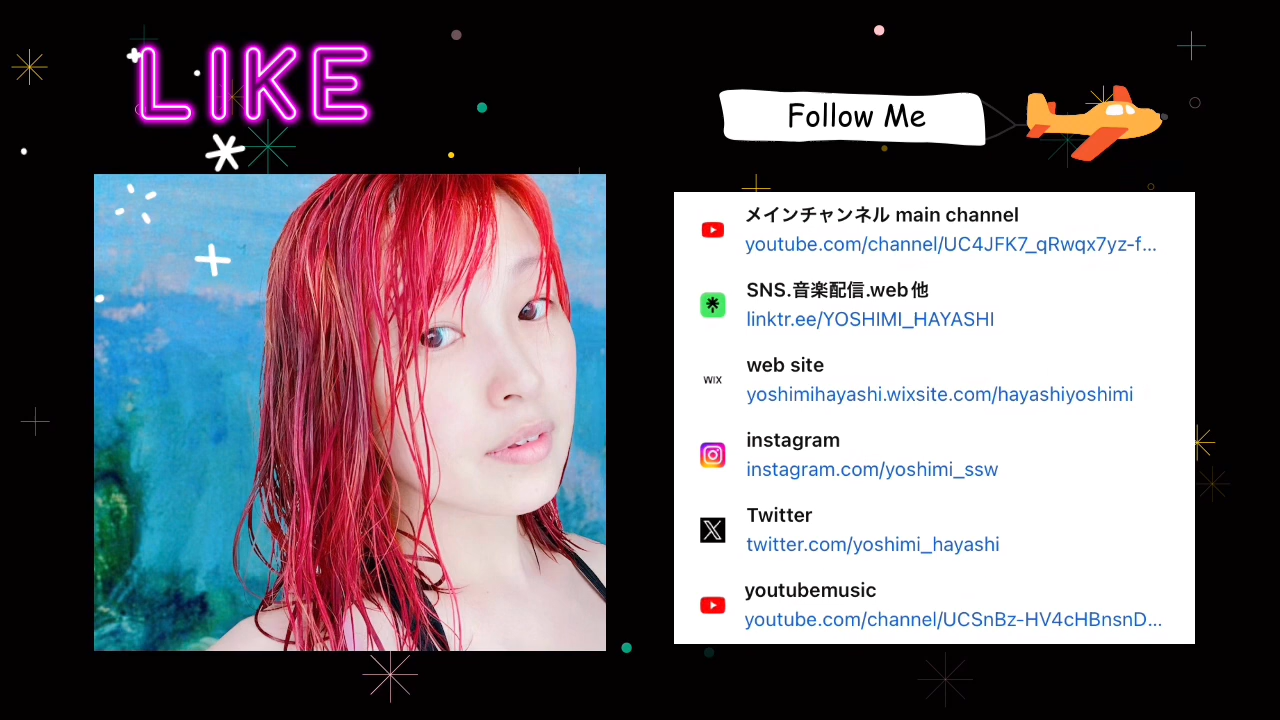 LIKE
Follow Me
メインチャンネル main channel
youtube.com/channel/UC4JFK7_qRwqx7yz-f...
SNS.音楽配信.web他
linktr.ee/YOSHIMI_HAYASHI
WIX
web site
yoshimihayashi.wixsite.com/hayashiyoshimi
instagram
instagram.com/yoshimi_ssw
Twitter
twitter.com/yoshimi_hayashi
youtubemusic
youtube.com/channel/UCSnBz-HV4cHBnsnD...